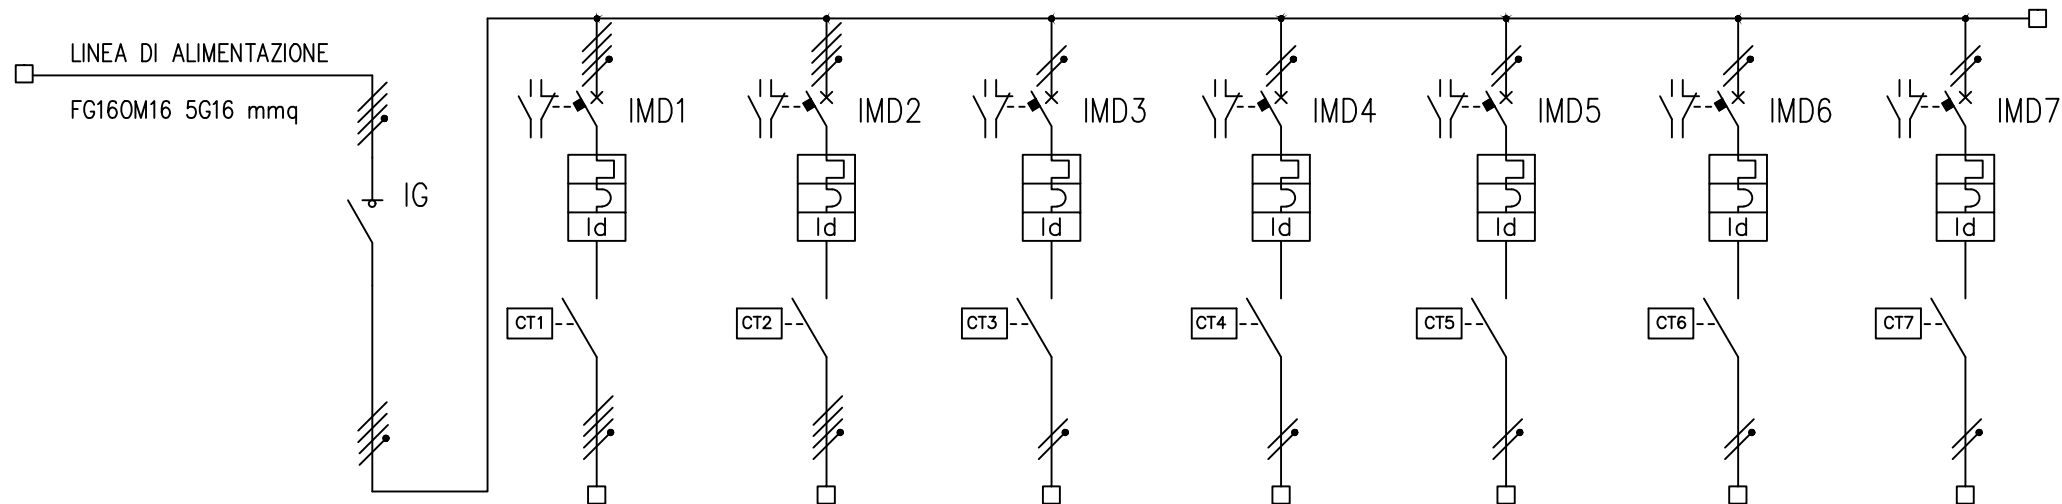 LINEA DI ALIMENTAZIONE
FG16OM16 5G16 mmq
IG
IMD1
IMD2
IMD3
IMD4
IMD5
IMD6
IMD7
Id
Id
Id
Id
Id
Id
Id
CT1
CT2
CT3
CT4
CT5
CT6
CT7